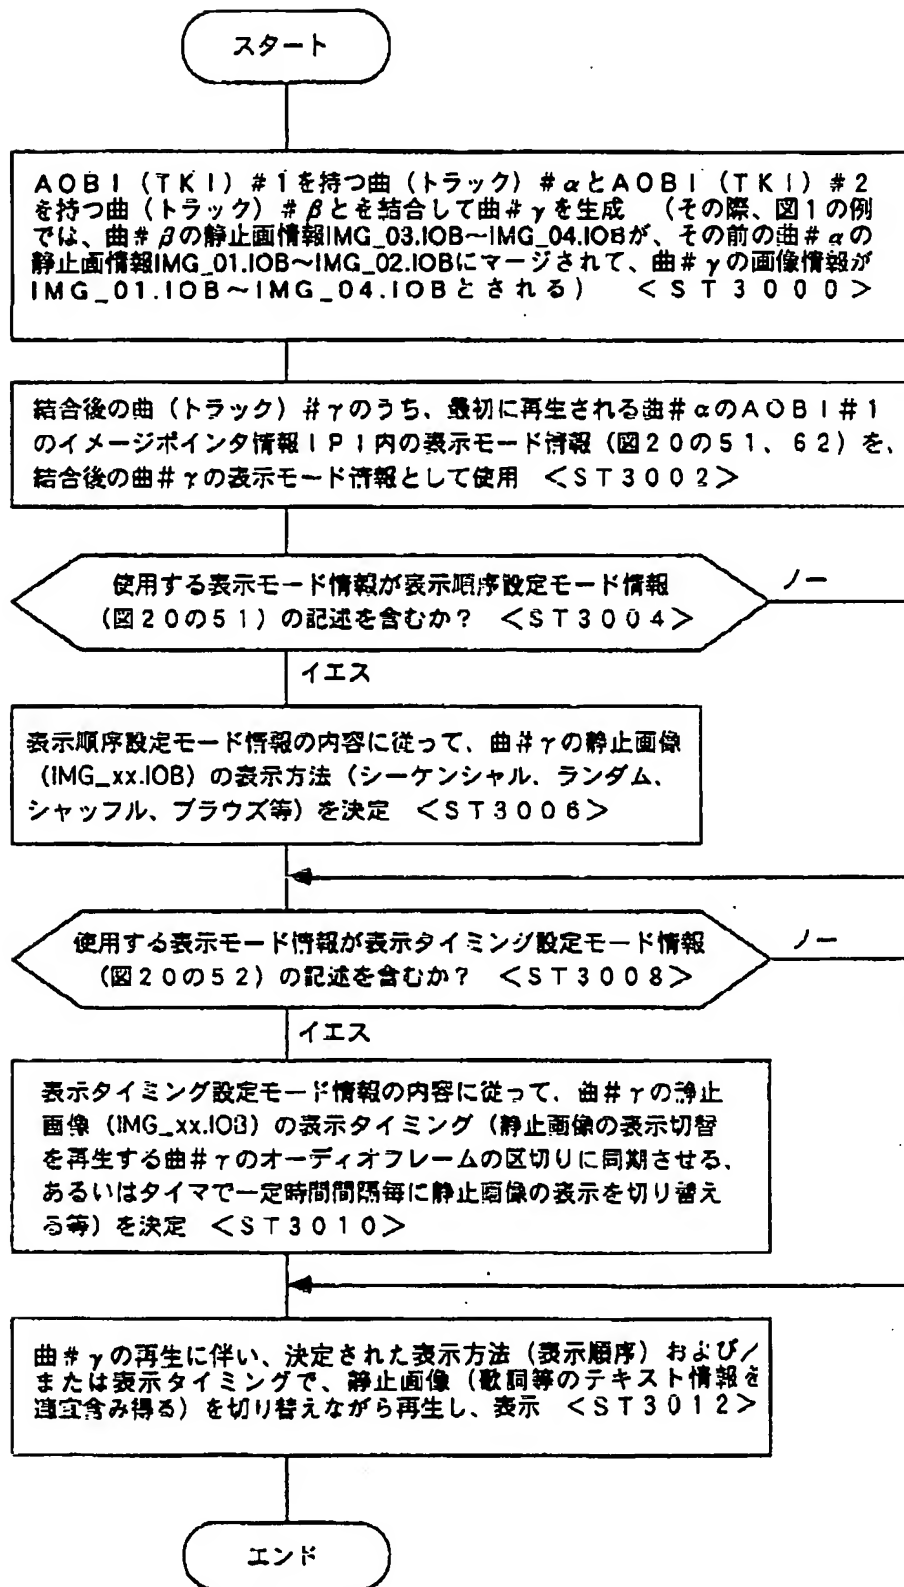 スタート
AOBI(TKI)#1を持つ曲(トラック)#αとAOBI(TKI)#2
を持つ曲(トラック)#βとを結合して曲#γを生成 (その際、図1の例
では、曲#βの静止画情報IMG_03.IOB～IMG_04.IOBが、その前の曲#αの
静止画情報IMG_01.IOB～IMG_02.IOBにマージされて、曲#γの画像情報が
IMG_01.IOB～IMG_04.IOBとされる) <ST3000>
結合後の曲(トラック)#γのうち、最初に再生される曲#αのAOBI#1
のイメージポインタ情報IPI内の表示モード情報(図20の51、62)を、
結合後の曲#γの表示モード情報として使用 <ST3002>
使用する表示モード情報が表示順序設定モード情報
(図20の51)の記述を含むか? <ST3004>
ノー
イエス
表示順序設定モード情報の内容に従って、曲#γの静止画像
(IMG_xx.IOB)の表示方法(シーケンシャル、ランダム、
シャッフル、ブラウズ等)を決定 <ST3006>
使用する表示モード情報が表示タイミング設定モード情報
(図20の52)の記述を含むか? <ST3008>
ノー
イエス
表示タイミング設定モード情報の内容に従って、曲#γの静止
画像(IMG_xx.IOB)の表示タイミング(静止画像の表示切替
を再生する曲#γのオーディオフレームの区切りに同期させる、
あるいはタイマで一定時間間隔毎に静止画像の表示を切り替え
る等)を決定 <ST3010>
曲#γの再生に伴い、決定された表示方法(表示順序)および/
または表示タイミングで、静止画像(歌詞等のテキスト情報を
適宜含み得る)を切り替えながら再生し、表示 <ST3012>
エンド